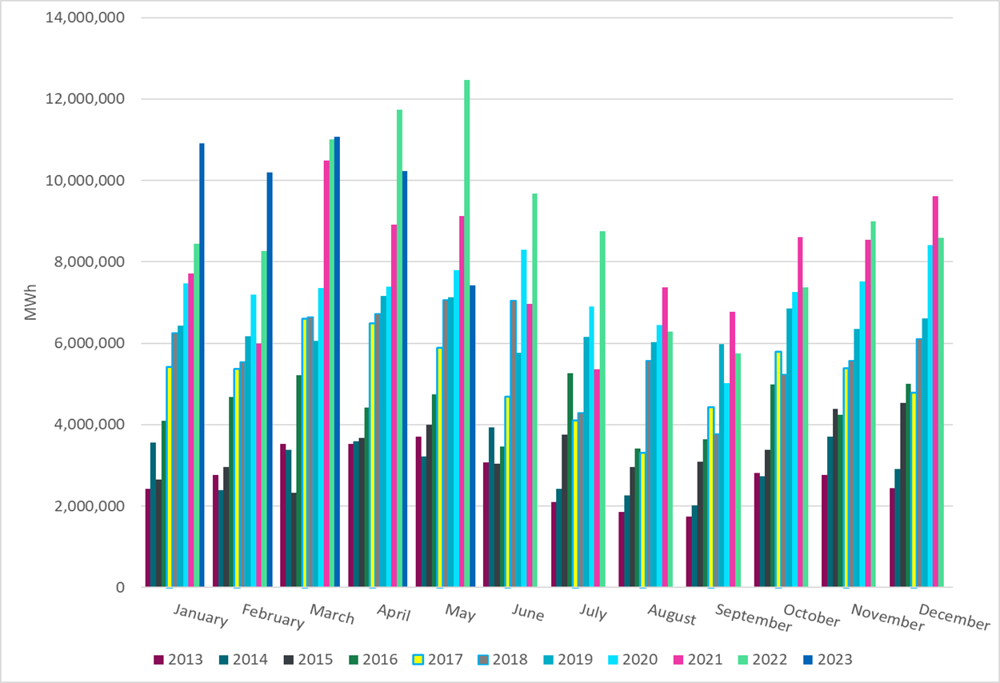 14,000,000
12,000,000
10,000,000
8,000,000
6,000,000
4,000,000
2,000,000
0
MWh
January February March April May June July August September October November December
2013 2014 2015 2016 2017 2018 2019 2020 2021 2022 2023